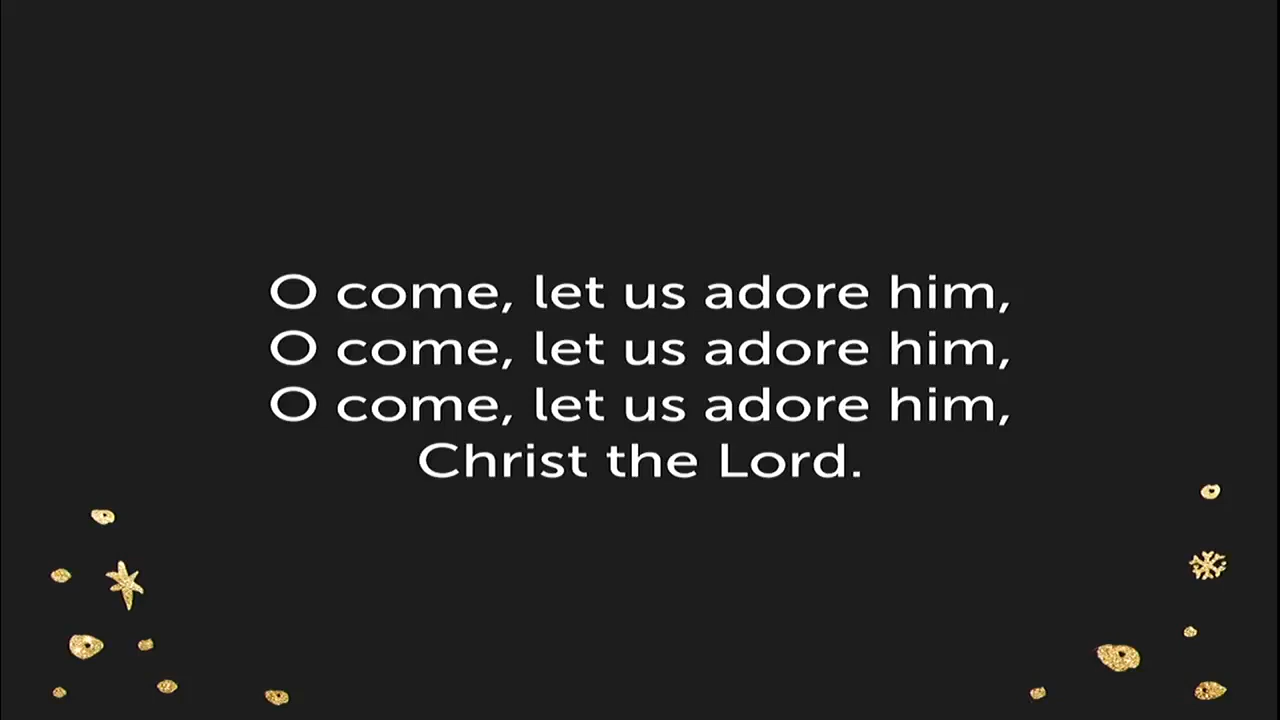 O come, let us adore him,
O come, let us adore him,
O come, let us adore him,
Christ the Lord.